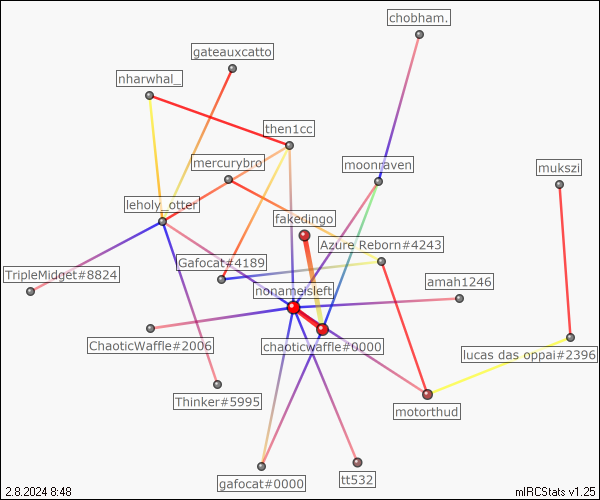 chobham.
gateauxcatto
nharwhal_
then1cc
mercurybro
moonraven
mukszi
leholy_otter
fakedingo
Azure Reborn#4243
Gafocat#4189
TripleMidget#8824
amah1246
nonameisleft
ChaoticWaffle#2006
chaoticwaffle#0000
lucas das oppai#2396
Thinker#5995
motorthud
gafocat#0000
tt532
2.8.2024 8:48
mIRCStats v1.25